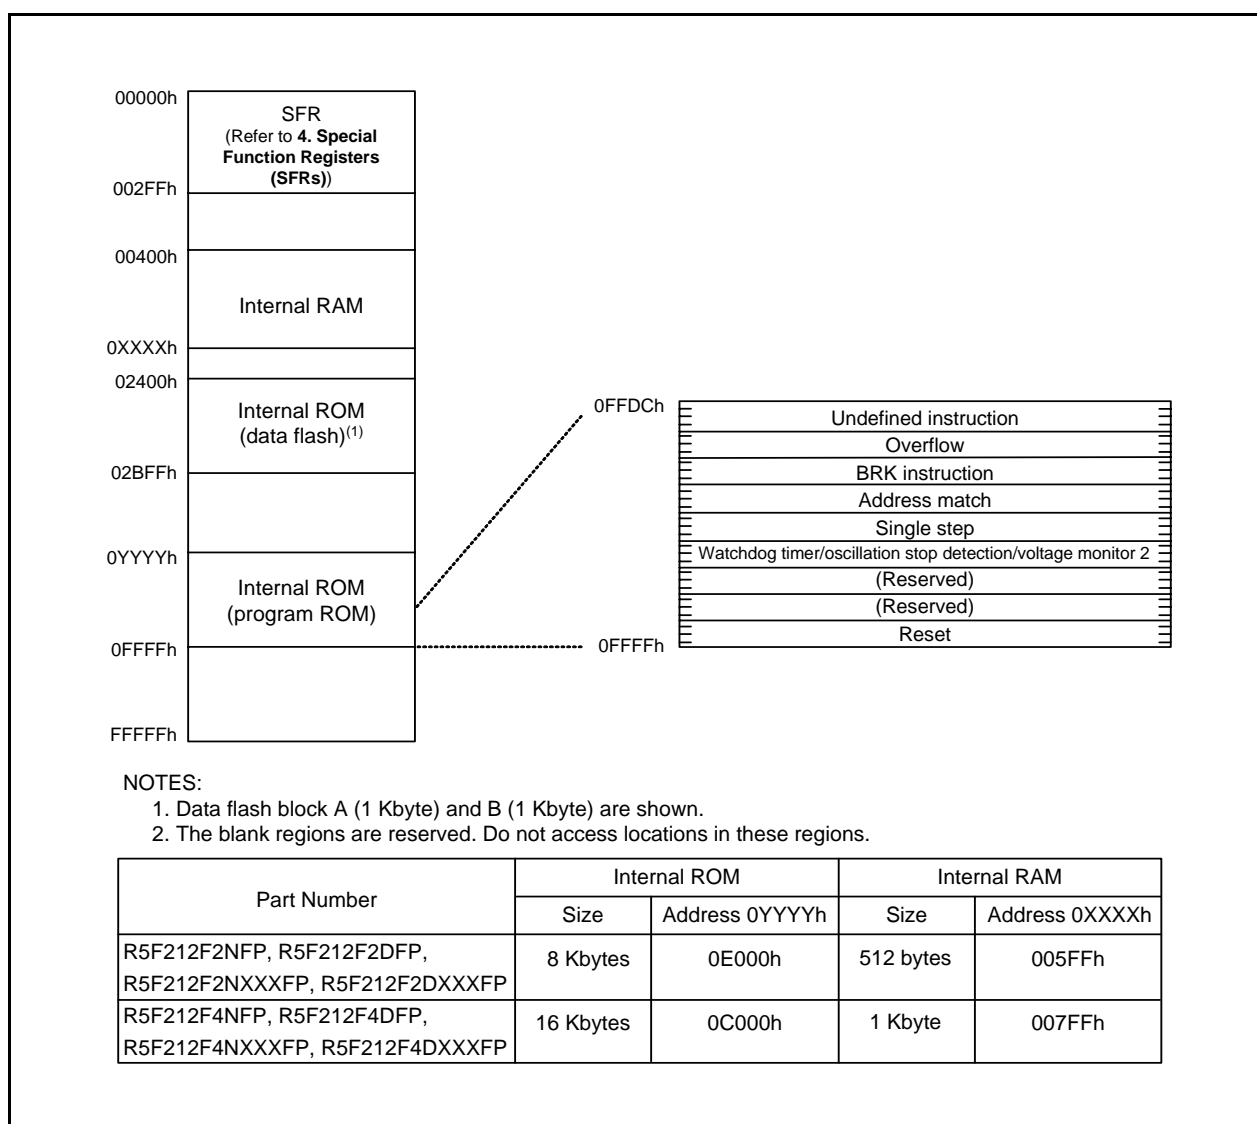 00000h
SFR
(Refer to 4. Special
Function Registers
(SFRs))
002FFh
00400h
Internal RAM
0XXXXh
02400h
Internal ROM
(data flash)(1)
02BFFh
0YYYYh
Internal ROM
(program ROM)
0FFFFh
FFFFFh
0FFDCh
Undefined instruction
Overflow
BRK instruction
Address match
Single step
Watchdog timer/oscillation stop detection/voltage monitor 2
(Reserved)
(Reserved)
Reset
0FFFFh
NOTES:
1. Data flash block A (1 Kbyte) and B (1 Kbyte) are shown.
2. The blank regions are reserved. Do not access locations in these regions.
Part Number
Internal ROM
Internal RAM
Size
Address 0YYYYh
Size
Address 0XXXXh
R5F212F2NFP, R5F212F2DFP,
R5F212F2NXXXFP, R5F212F2DXXXFP
8 Kbytes
0E000h
512 bytes
005FFh
R5F212F4NFP, R5F212F4DFP,
R5F212F4NXXXFP, R5F212F4DXXXFP
16 Kbytes
0C000h
1 Kbyte
007FFh